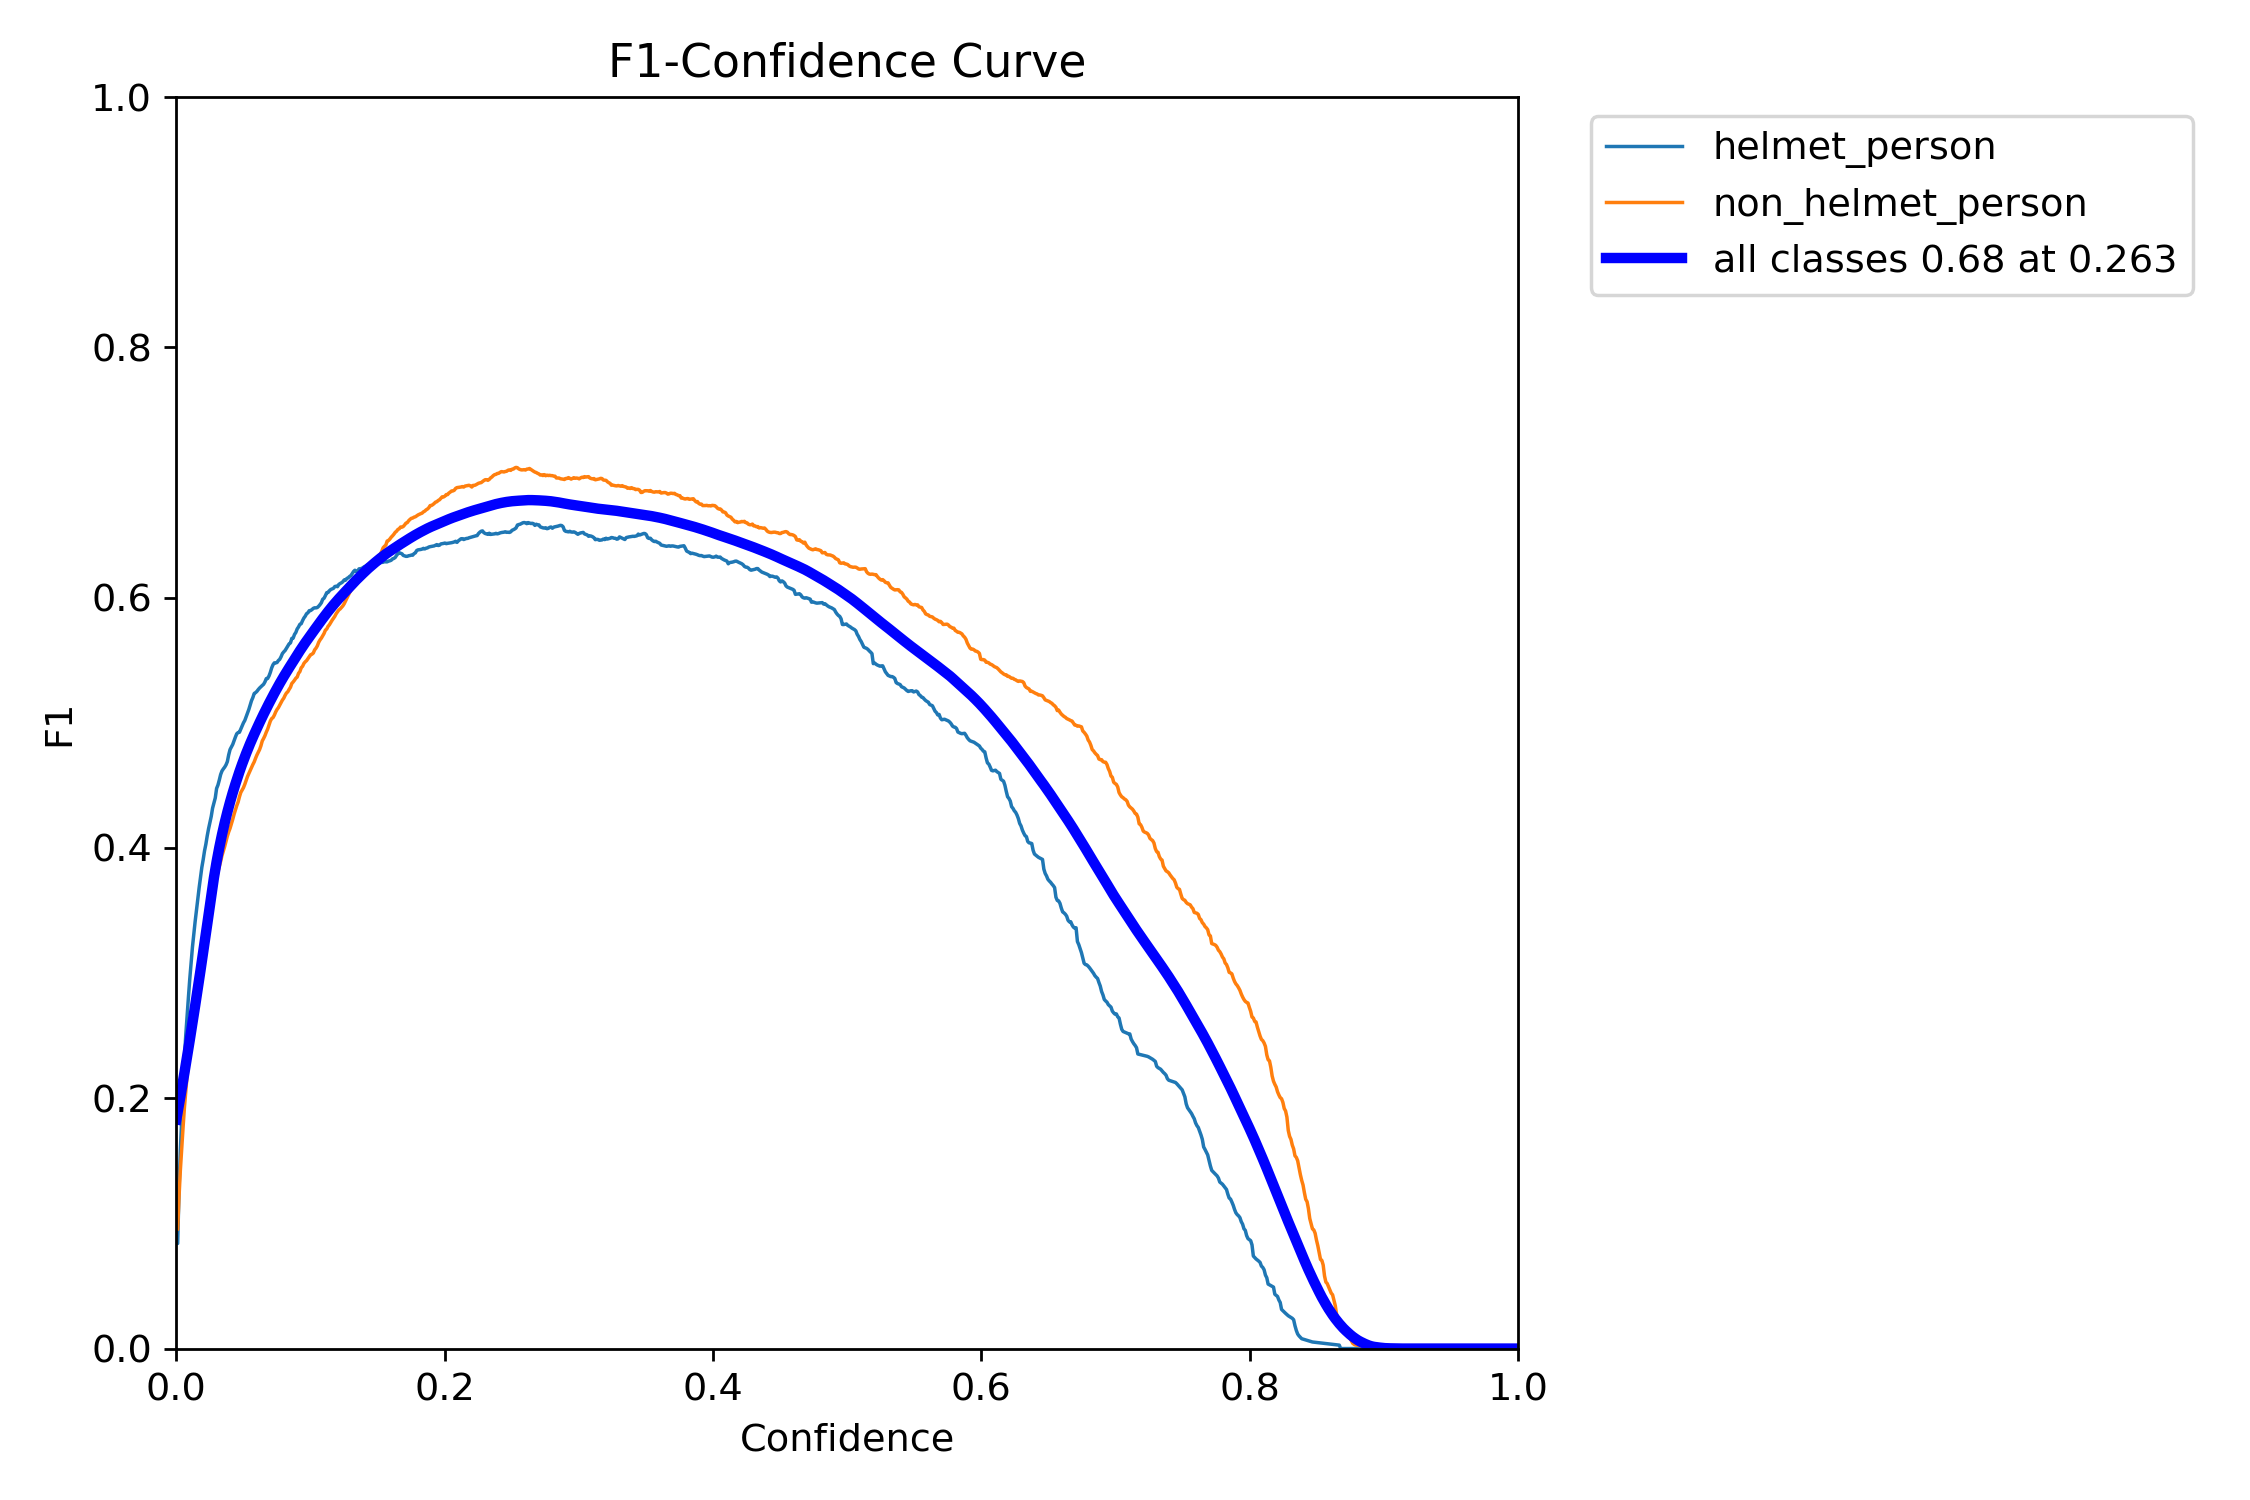 F1-Confidence Curve
1.0
0.8
0.6
0.4
0.2
0.0
F1
0.0 0.2 0.4 0.6 0.8 1.0
Confidence
helmet_person
non_helmet_person
all classes 0.68 at 0.263